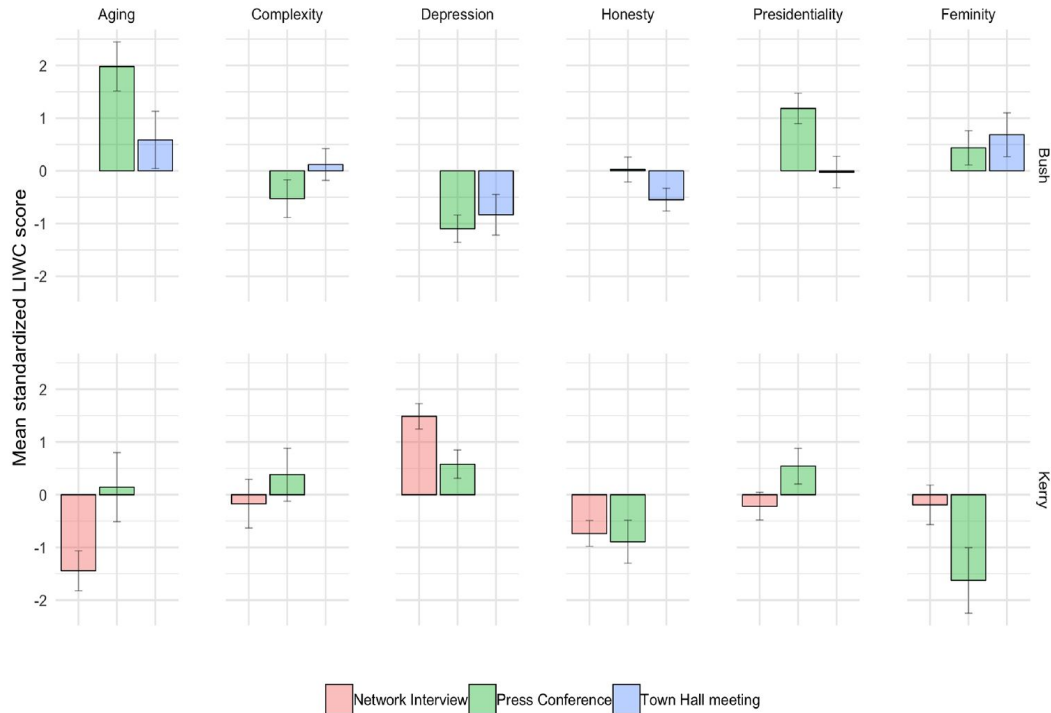 Aging Complexity Depression Honesty Presidentiality Feminity
Mean standardized LIWC score
2
1
0
-1
-2
Bush
2
1
0
-1
-2
Kerry
Network Interview Press Conference Town Hall meeting